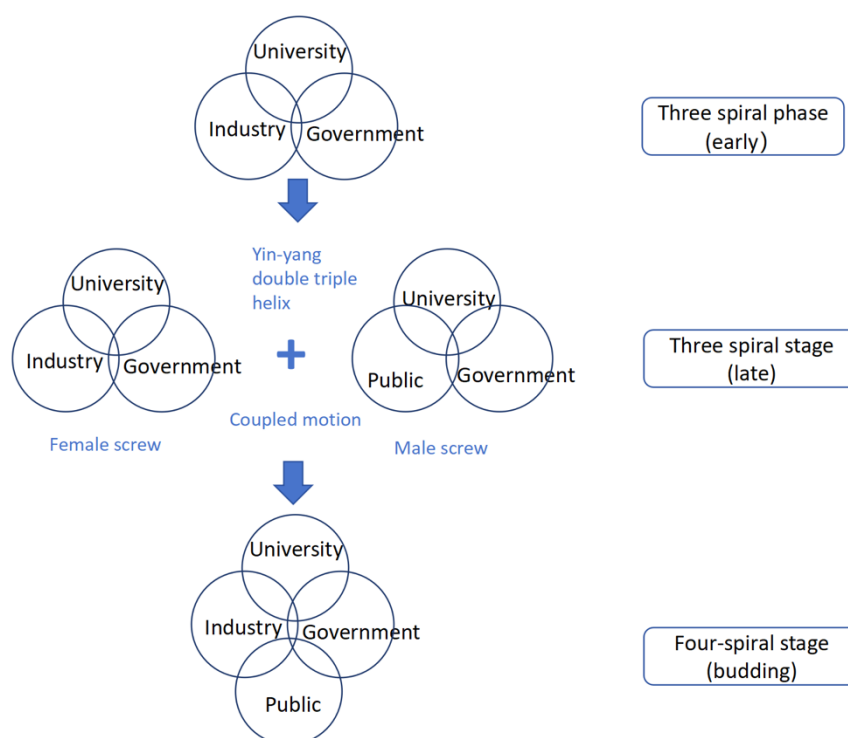 University
Industry
Government
Three spiral phase
(early)
Yin-yang
double triple
helix
University
Industry
Government
University
Public
Government
Three spiral stage
(late)
Coupled motion
Female screw
Male screw
University
Industry
Government
Public
Four-spiral stage
(budding)